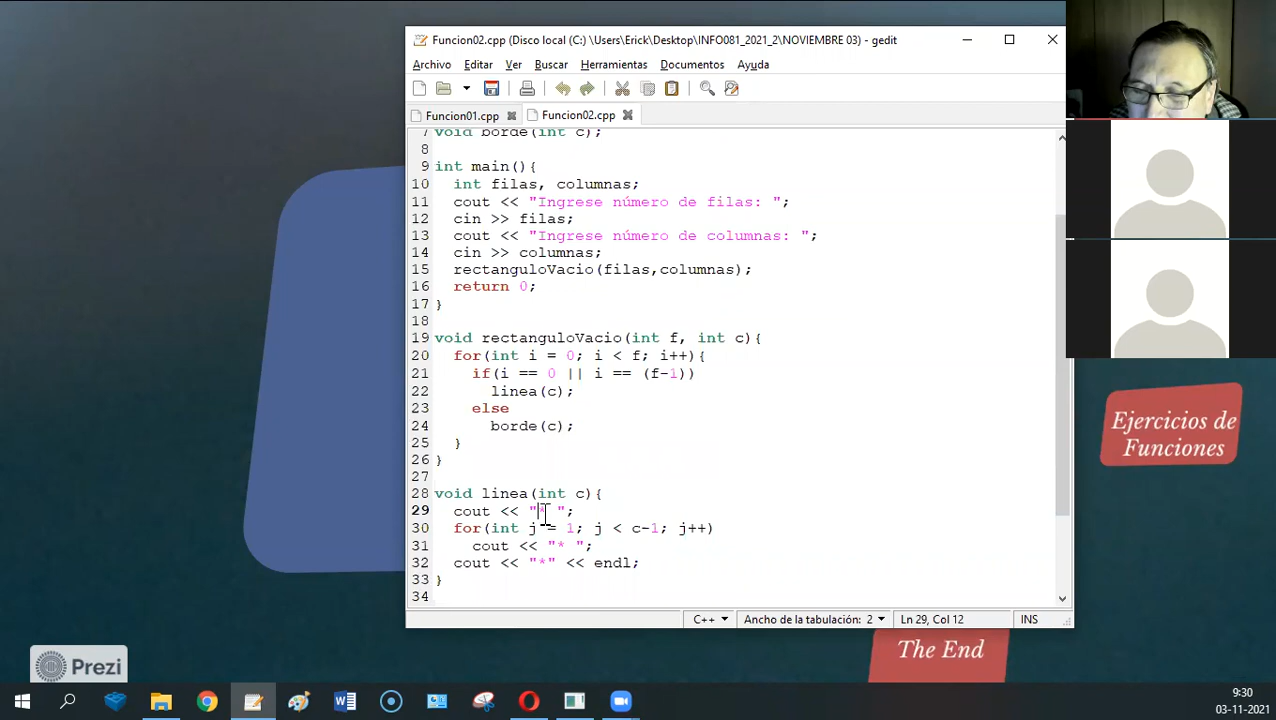 Funcion02.cpp (Disco local (C:) \Users\Erick\Desktop\INFO081_2021_2\NOVIEMBRE 03) - gedit
Archivo Editar Ver Buscar Herramientas Documentos Ayuda
Funcion01.cpp Funcion02.cpp
7 void borde(int c);
8
9 int main(){
10 int filas, columnas;
11 cout << "Ingrese número de filas: ";
12 cin >> filas;
13 cout << "Ingrese número de columnas: ";
14 cin >> columnas;
15 rectanguloVacio(filas,columnas);
16 return 0;
17 }
18
19 void rectanguloVacio(int f, int c){
20 for(int i = 0; i < f; i++){
21 if(i == 0 || i == (f-1))
22 linea(c);
23 else
24 borde(c);
25 }
26 }
27
28 void linea(int c){
29 cout << "* ";
30 for(int j = 1; j < c-1; j++)
31 cout << "* ";
32 cout << "*" << endl;
33 }
34
C++ Ancho de la tabulación: 2 Ln 29, Col 12 INS
Ejercicios de
Funciones
The End
Prezi
9:30
03-11-2021